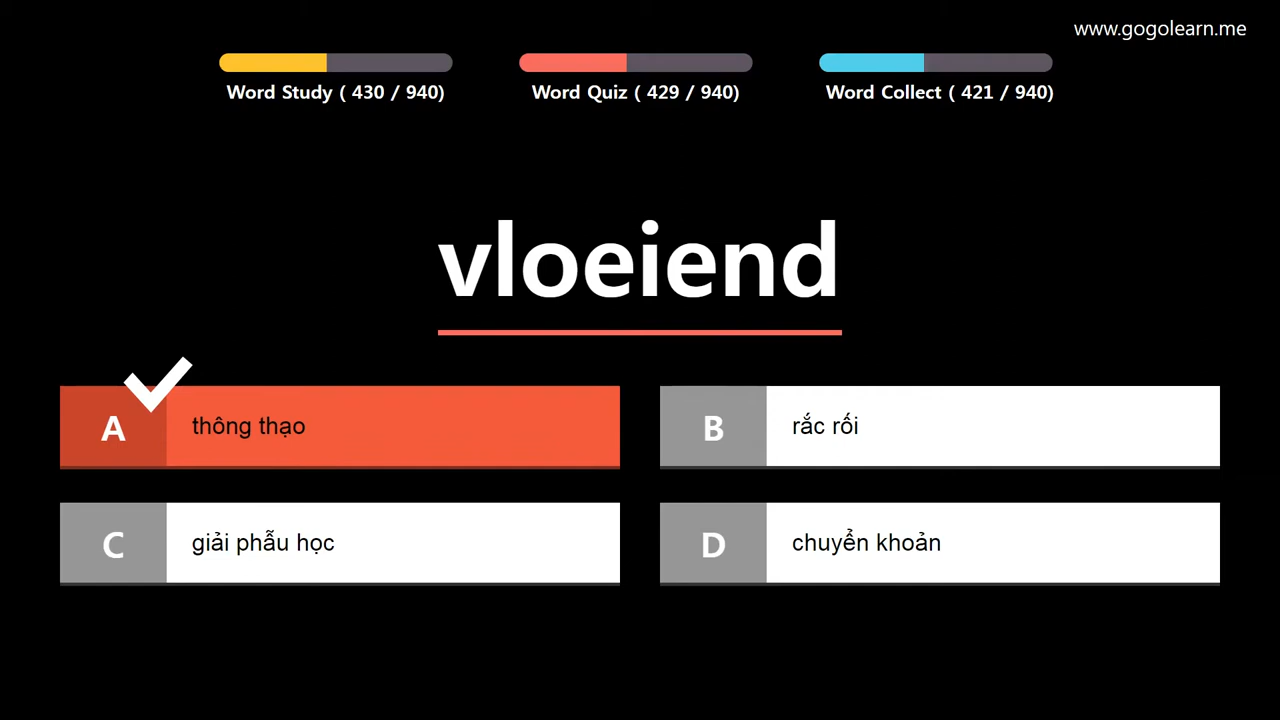 www.gogolearn.me
Word Study ( 430 / 940)
Word Quiz ( 429 / 940)
Word Collect ( 421 / 940)
vloeiend
A thông thạo
B rắc rối
C giải phẫu học
D chuyển khoản